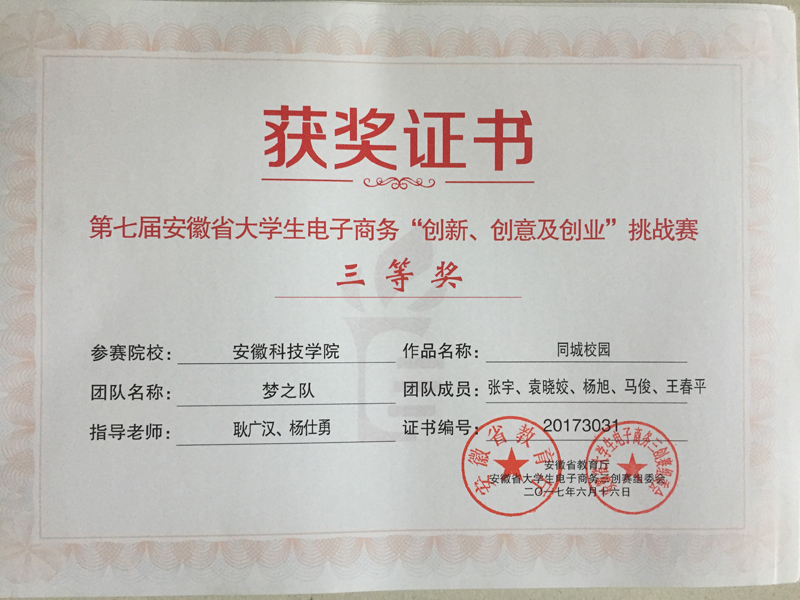 获奖证书
第七届安徽省大学生电子商务“创新、创意及创业”挑战赛
三等奖
参赛院校： 安徽科技学院
作品名称： 同城校园
团队名称： 梦之队
团队成员： 张宇、袁晓姣、杨旭、马俊、王春平
指导老师： 耿广汉、杨仕勇
证书编号： 20173031
安徽省教育厅
安徽省大学生电子商务三创赛组委会
二〇一七年六月十六日
安徽省教育厅